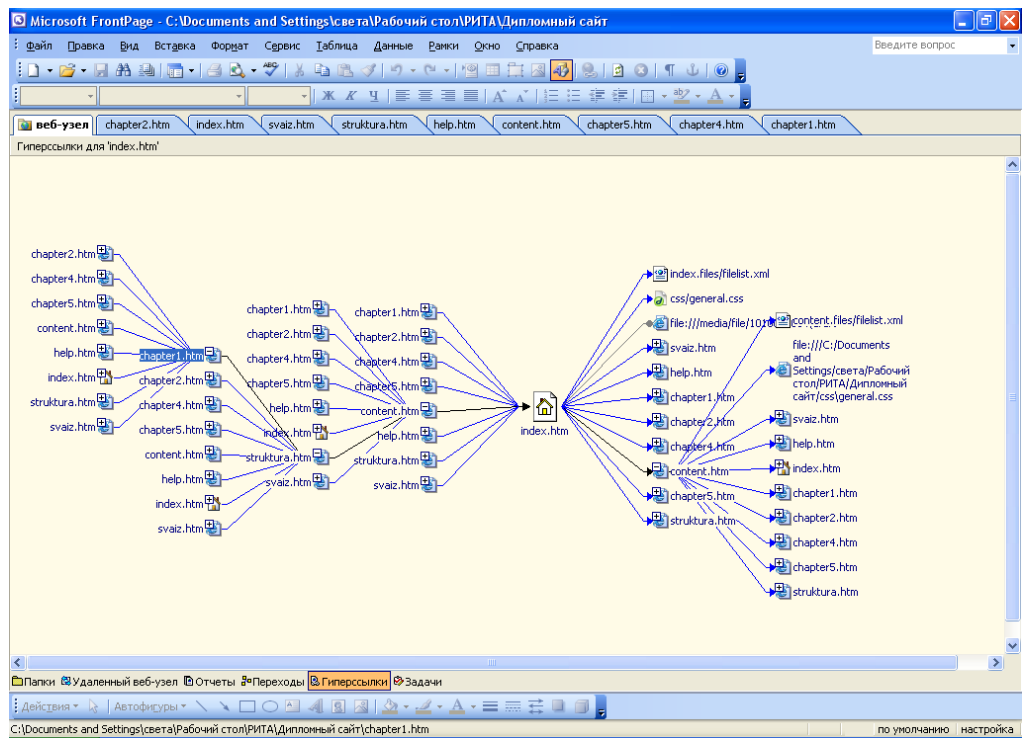 Microsoft FrontPage - C:\Documents and Settings\света\Рабочий стол\РИТА\Дипломный сайт
Файл Правка Вид Вставка Формат Сервис Таблица Данные Рамки Окно Справка
Введите вопрос
Ж К Ч
веб-узел chapter2.htm index.htm svaiz.htm struktura.htm help.htm content.htm chapter5.htm chapter4.htm chapter1.htm
Гиперссылки для 'index.htm'
chapter2.htm
chapter4.htm
chapter5.htm
content.htm
help.htm
index.htm
struktura.htm
svaiz.htm
chapter1.htm
chapter2.htm
chapter4.htm
chapter5.htm
content.htm
help.htm
index.htm
svaiz.htm
chapter1.htm
chapter2.htm
chapter4.htm
chapter5.htm
help.htm
index.htm
struktura.htm
svaiz.htm
chapter1.htm
chapter2.htm
chapter4.htm
chapter5.htm
content.htm
help.htm
struktura.htm
svaiz.htm
index.htm
index.files/filelist.xml
css/general.css
file:///media/file/101
svaiz.htm
help.htm
chapter1.htm
chapter2.htm
chapter4.htm
content.htm
chapter5.htm
struktura.htm
content.files/filelist.xml
file:///C:/Documents
and
Settings/света/Рабочий
стол/РИТА/Дипломный
сайт/css\general.css
svaiz.htm
help.htm
index.htm
chapter1.htm
chapter2.htm
chapter4.htm
chapter5.htm
struktura.htm
Папки Удаленный веб-узел Отчеты Переходы Гиперссылки Задачи
Действия Автофигуры
C:\Documents and Settings\света\Рабочий стол\РИТА\Дипломный сайт\chapter1.htm
по умолчанию настройка